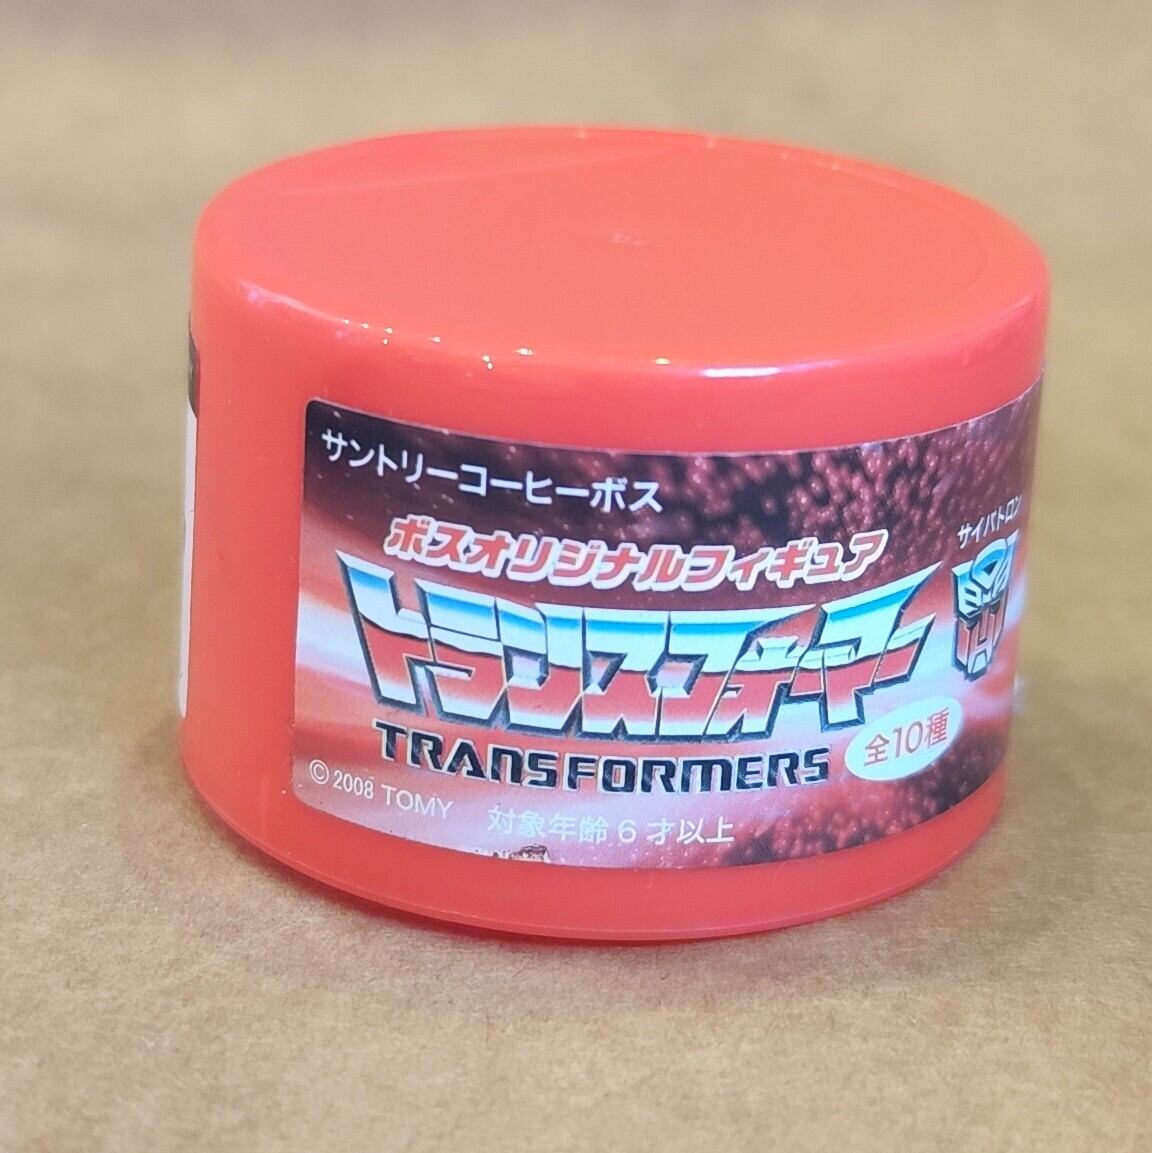 サントリーコーヒーボス
ボスオリジナルフィギュア
サイバトロン
トランスフォーマー
TRANSFORMERS
全10種
© 2008 TOMY
対象年齢 6 才以上